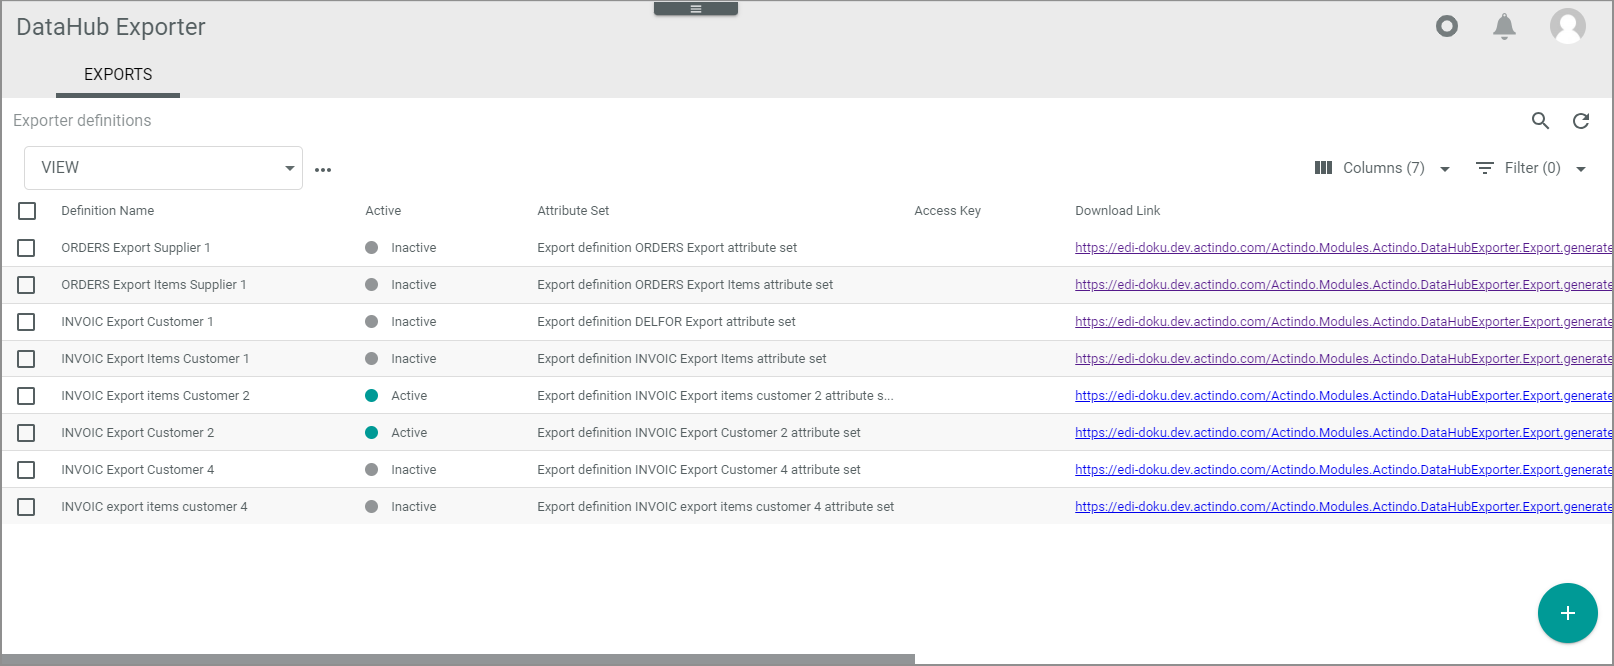 DataHub Exporter
EXPORTS
Exporter definitions
VIEW Columns (7) Filter (0)
Definition Name Active Attribute Set Access Key Download Link
ORDERS Export Supplier 1 Inactive Export definition ORDERS Export attribute set https://edi-doku.dev.actindo.com/Actindo.Modules.Actindo.DataHubExporter.Export.generate
ORDERS Export Items Supplier 1 Inactive Export definition ORDERS Export Items attribute set https://edi-doku.dev.actindo.com/Actindo.Modules.Actindo.DataHubExporter.Export.generate
INVOIC Export Customer 1 Inactive Export definition DELFOR Export attribute set https://edi-doku.dev.actindo.com/Actindo.Modules.Actindo.DataHubExporter.Export.generate
INVOIC Export Items Customer 1 Inactive Export definition INVOIC Export Items attribute set https://edi-doku.dev.actindo.com/Actindo.Modules.Actindo.DataHubExporter.Export.generate
INVOIC Export items Customer 2 Active Export definition INVOIC Export items customer 2 attribute s... https://edi-doku.dev.actindo.com/Actindo.Modules.Actindo.DataHubExporter.Export.generate
INVOIC Export Customer 2 Active Export definition INVOIC Export Customer 2 attribute set https://edi-doku.dev.actindo.com/Actindo.Modules.Actindo.DataHubExporter.Export.generate
INVOIC Export Customer 4 Inactive Export definition INVOIC Export Customer 4 attribute set https://edi-doku.dev.actindo.com/Actindo.Modules.Actindo.DataHubExporter.Export.generate
INVOIC export items customer 4 Inactive Export definition INVOIC export items customer 4 attribute set https://edi-doku.dev.actindo.com/Actindo.Modules.Actindo.DataHubExporter.Export.generate